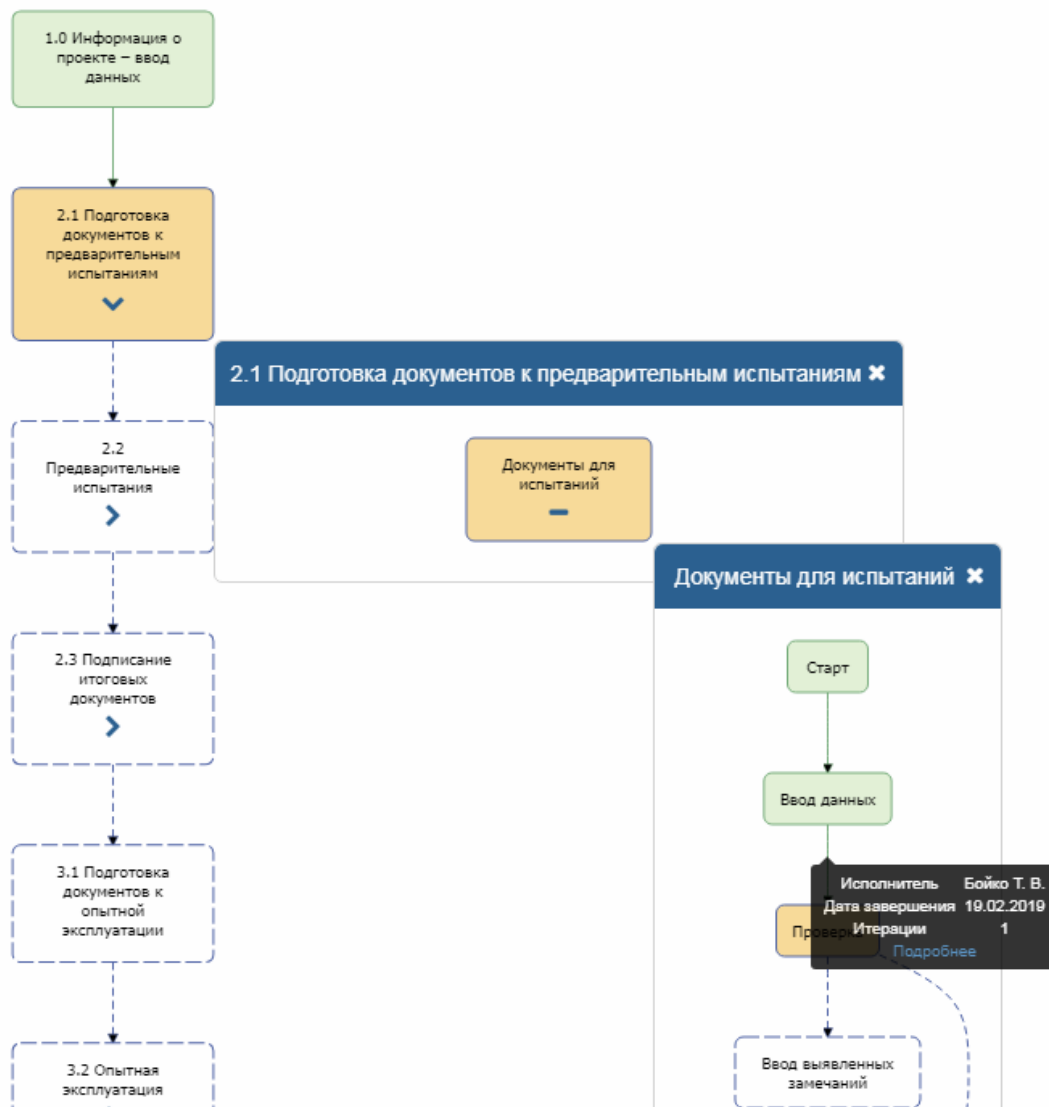 1.0 Информация о
проекте – ввод
данных
2.1 Подготовка
документов к
предварительным
испытаниям
2.1 Подготовка документов к предварительным испытаниям
2.2
Предварительные
испытания
Документы для
испытаний
Документы для испытаний
2.3 Подписание
итоговых
документов
Старт
Ввод данных
3.1 Подготовка
документов к
опытной
эксплуатации
Исполнитель Бойко Т. В.
Дата завершения 19.02.2019
Итерации 1
Подробнее
Проверка
3.2 Опытная
эксплуатация
Ввод выявленных
замечаний